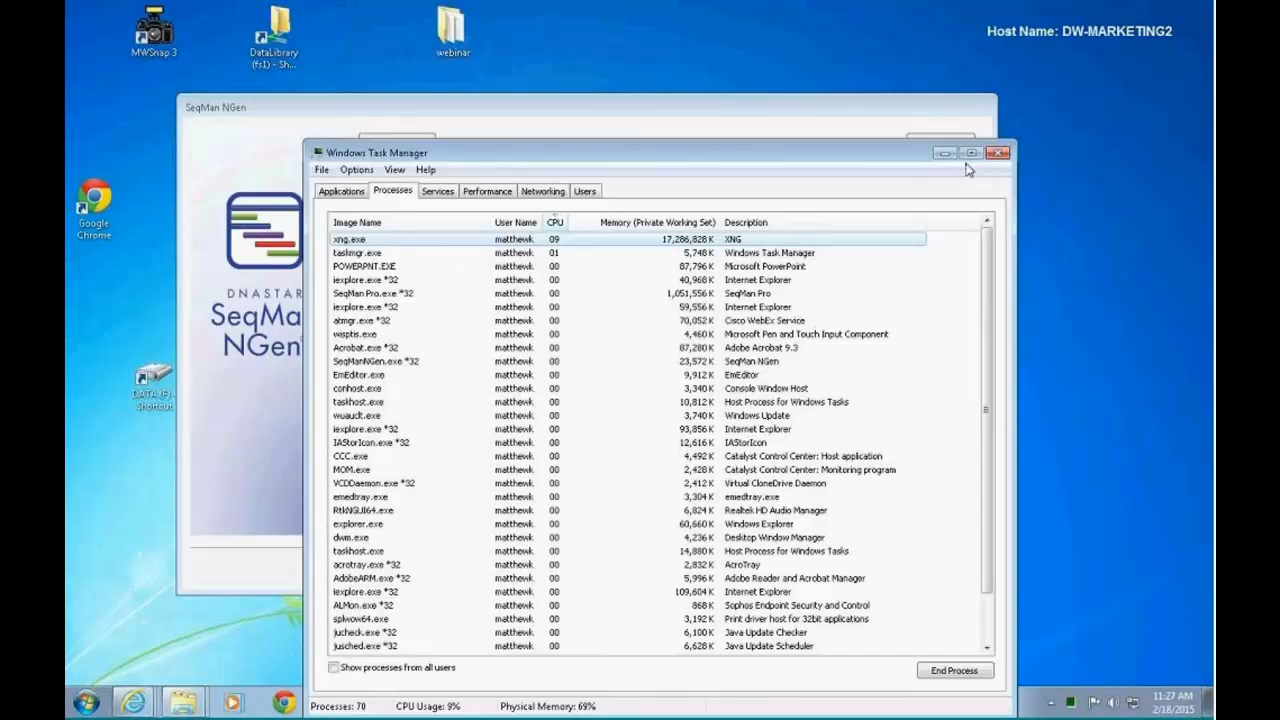 MWSnap 3
DataLibrary
(fs1) - Sh...
webinar
Host Name: DW-MARKETING2
SeqMan NGen
Google
Chrome
DNASTAR
SeqMa
NGen
DATA (F) -
Shortcut
Windows Task Manager
File Options View Help
Applications Processes Services Performance Networking Users
Image Name User Name CPU Memory (Private Working Set) Description
xng.exe matthewk 09 17,286,828 K XNG
taskmgr.exe matthewk 01 5,748 K Windows Task Manager
POWERPNT.EXE matthewk 00 87,796 K Microsoft PowerPoint
iexplore.exe *32 matthewk 00 40,968 K Internet Explorer
SeqMan Pro.exe *32 matthewk 00 1,051,556 K SeqMan Pro
iexplore.exe *32 matthewk 00 59,556 K Internet Explorer
atmgr.exe *32 matthewk 00 70,052 K Cisco WebEx Service
wisptis.exe matthewk 00 4,460 K Microsoft Pen and Touch Input Component
Acrobat.exe *32 matthewk 00 87,280 K Adobe Acrobat 9.3
SeqManNGen.exe *32 matthewk 00 23,572 K SeqMan NGen
EmEditor.exe matthewk 00 9,912 K EmEditor
conhost.exe matthewk 00 3,340 K Console Window Host
taskhost.exe matthewk 00 10,812 K Host Process for Windows Tasks
wuauclt.exe matthewk 00 3,740 K Windows Update
iexplore.exe *32 matthewk 00 93,856 K Internet Explorer
IAStorIcon.exe *32 matthewk 00 12,616 K IAStorIcon
CCC.exe matthewk 00 4,492 K Catalyst Control Center: Host application
MOM.exe matthewk 00 2,428 K Catalyst Control Center: Monitoring program
VCDDaemon.exe *32 matthewk 00 2,412 K Virtual CloneDrive Daemon
emedtray.exe matthewk 00 3,304 K emedtray.exe
RtkNGUI64.exe matthewk 00 6,824 K Realtek HD Audio Manager
explorer.exe matthewk 00 60,660 K Windows Explorer
dwm.exe matthewk 00 4,236 K Desktop Window Manager
taskhost.exe matthewk 00 14,880 K Host Process for Windows Tasks
acrotray.exe *32 matthewk 00 2,832 K AcroTray
AdobeARM.exe *32 matthewk 00 5,996 K Adobe Reader and Acrobat Manager
iexplore.exe *32 matthewk 00 109,604 K Internet Explorer
ALMon.exe *32 matthewk 00 868 K Sophos Endpoint Security and Control
splwow64.exe matthewk 00 3,192 K Print driver host for 32bit applications
jucheck.exe *32 matthewk 00 6,100 K Java Update Checker
jusched.exe *32 matthewk 00 6,628 K Java Update Scheduler
Show processes from all users
End Process
Processes: 70 CPU Usage: 9% Physical Memory: 69%
11:27 AM
2/18/2015